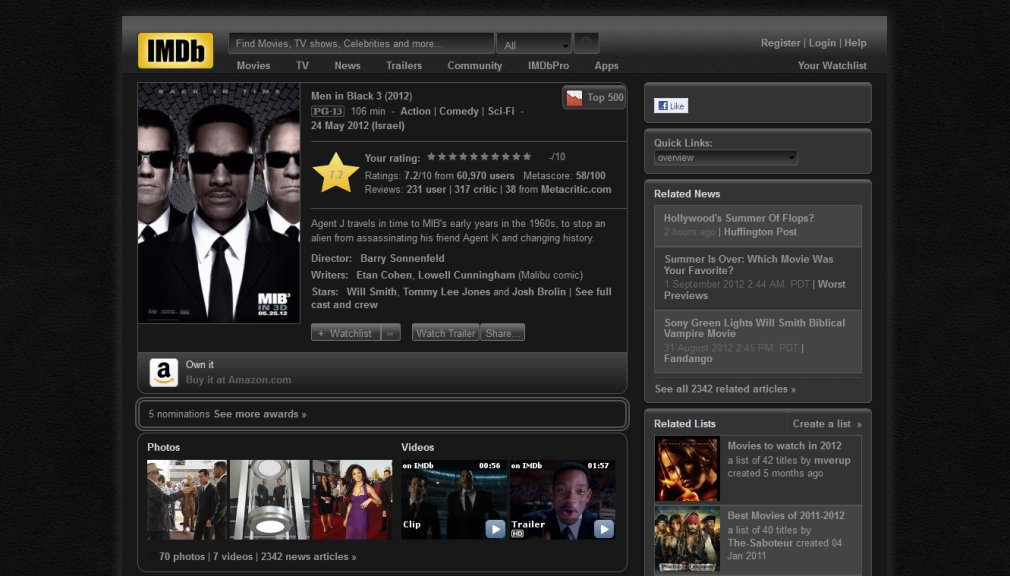 IMDb
Find Movies, TV shows, Celebrities and more...
All
Register | Login | Help
Movies TV News Trailers Community IMDbPro Apps
Your Watchlist
BACK IN TIME
MIB³
IN 3D
05.25.12
Men in Black 3 (2012)
PG-13 106 min - Action | Comedy | Sci-Fi -
24 May 2012 (Israel)
Top 500
7.2
Your rating: -/10
Ratings: 7.2/10 from 60,970 users Metascore: 58/100
Reviews: 231 user | 317 critic | 38 from Metacritic.com
Agent J travels in time to MIB's early years in the 1960s, to stop an
alien from assassinating his friend Agent K and changing history.
Director: Barry Sonnenfeld
Writers: Etan Cohen, Lowell Cunningham (Malibu comic)
Stars: Will Smith, Tommy Lee Jones and Josh Brolin | See full
cast and crew
+ Watchlist
Watch Trailer
Share...
a
Own it
Buy it at Amazon.com
5 nominations See more awards »
Photos
Videos
on IMDb 00:56
Clip
on IMDb 01:57
Trailer
HD
70 photos | 7 videos | 2342 news articles »
f Like
Quick Links:
overview
Related News
Hollywood's Summer Of Flops?
2 hours ago | Huffington Post
Summer Is Over: Which Movie Was
Your Favorite?
1 September 2012 2:44 AM, PDT | Worst
Previews
Sony Green Lights Will Smith Biblical
Vampire Movie
31 August 2012 2:45 PM, PDT |
Fandango
See all 2342 related articles »
Related Lists
Create a list »
Movies to watch in 2012
a list of 42 titles by mverup
created 5 months ago
Best Movies of 2011-2012
a list of 40 titles by
The-Saboteur created 04
Jan 2011